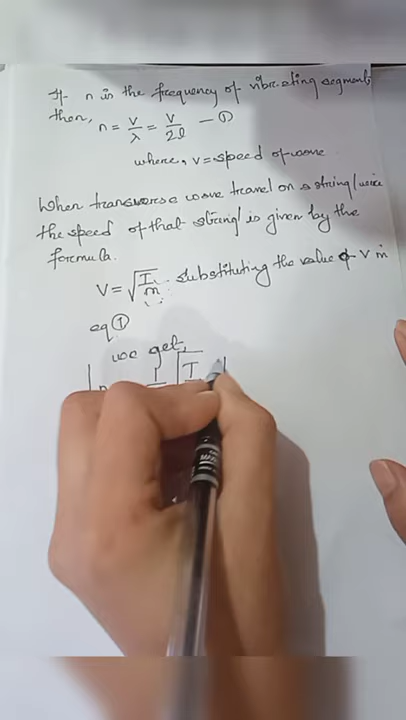 If n is the frequency of vibrating segments
then, n = V/λ = V/2l — ①
where, v = speed of wave
When transverse wave travel on a string/wire
the speed of that string is given by the
formula.
V = √T/m . substituting the value of V in
eq ①
we get,
n 1 √T